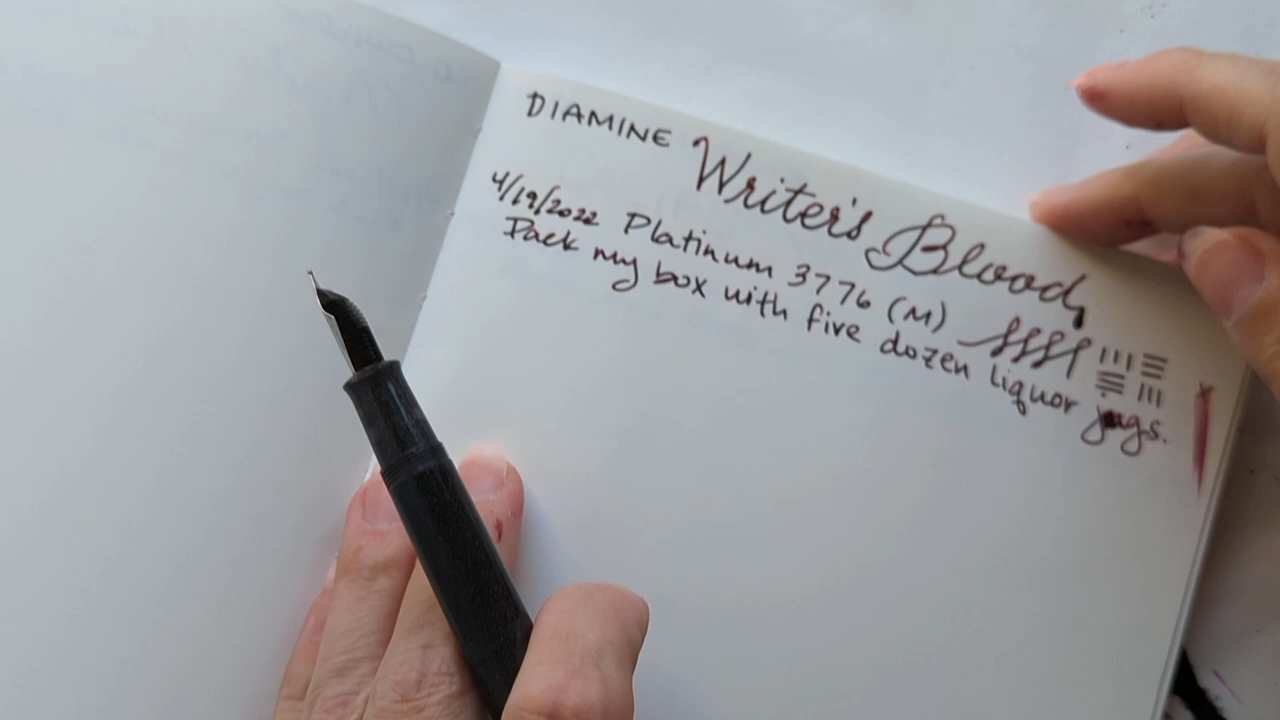 DIAMINE Writer's Blood
4/19/2022 Platinum 3776 (M)
Pack my box with five dozen liquor jugs.